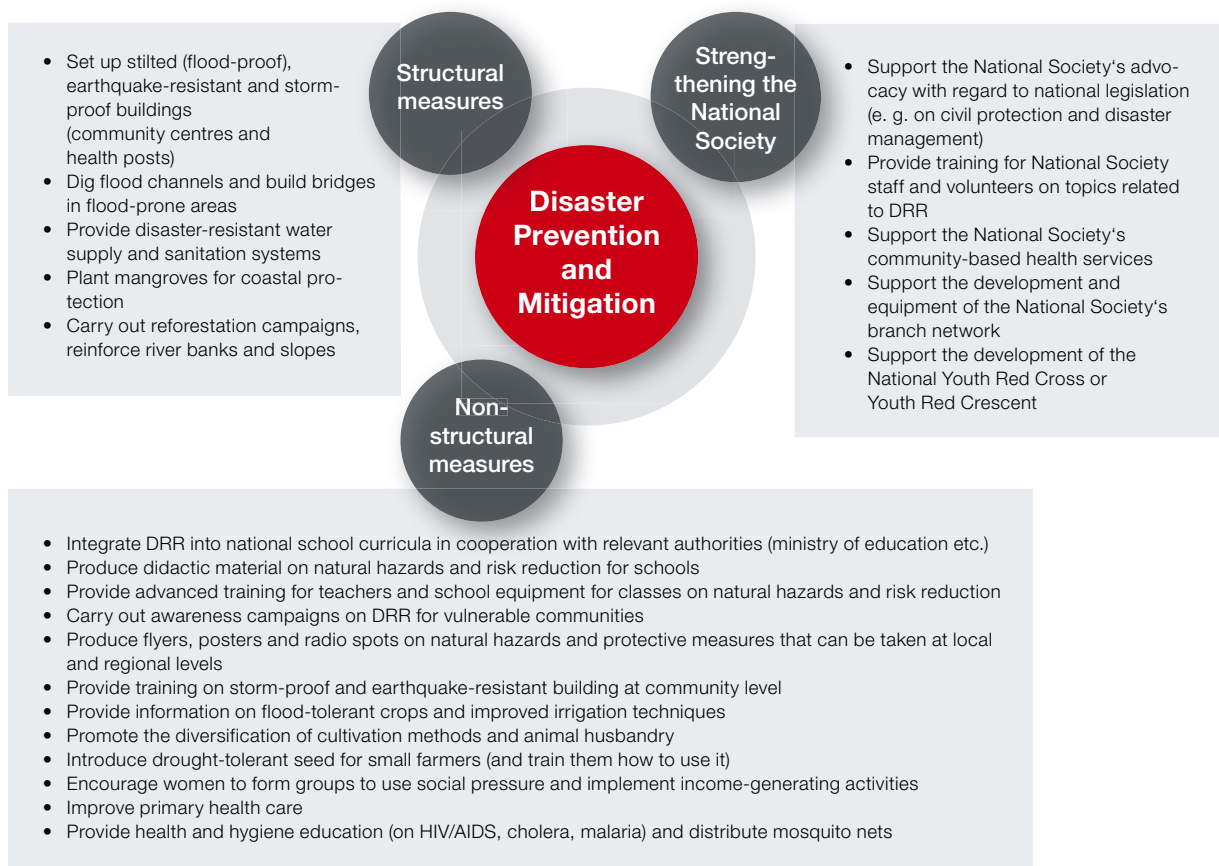 Structural
measures
• Set up stilted (flood-proof),
earthquake-resistant and storm-
proof buildings
(community centres and
health posts)
• Dig flood channels and build bridges
in flood-prone areas
• Provide disaster-resistant water
supply and sanitation systems
• Plant mangroves for coastal pro-
tection
• Carry out reforestation campaigns,
reinforce river banks and slopes
Disaster
Prevention
and
Mitigation
Streng-
thening the
National
Society
• Support the National Society‘s advo-
cacy with regard to national legislation
(e. g. on civil protection and disaster
management)
• Provide training for National Society
staff and volunteers on topics related
to DRR
• Support the National Society‘s
community-based health services
• Support the development and
equipment of the National Society‘s
branch network
• Support the development of the
National Youth Red Cross or
Youth Red Crescent
Non-
structural
measures
• Integrate DRR into national school curricula in cooperation with relevant authorities (ministry of education etc.)
• Produce didactic material on natural hazards and risk reduction for schools
• Provide advanced training for teachers and school equipment for classes on natural hazards and risk reduction
• Carry out awareness campaigns on DRR for vulnerable communities
• Produce flyers, posters and radio spots on natural hazards and protective measures that can be taken at local
and regional levels
• Provide training on storm-proof and earthquake-resistant building at community level
• Provide information on flood-tolerant crops and improved irrigation techniques
• Promote the diversification of cultivation methods and animal husbandry
• Introduce drought-tolerant seed for small farmers (and train them how to use it)
• Encourage women to form groups to use social pressure and implement income-generating activities
• Improve primary health care
• Provide health and hygiene education (on HIV/AIDS, cholera, malaria) and distribute mosquito nets